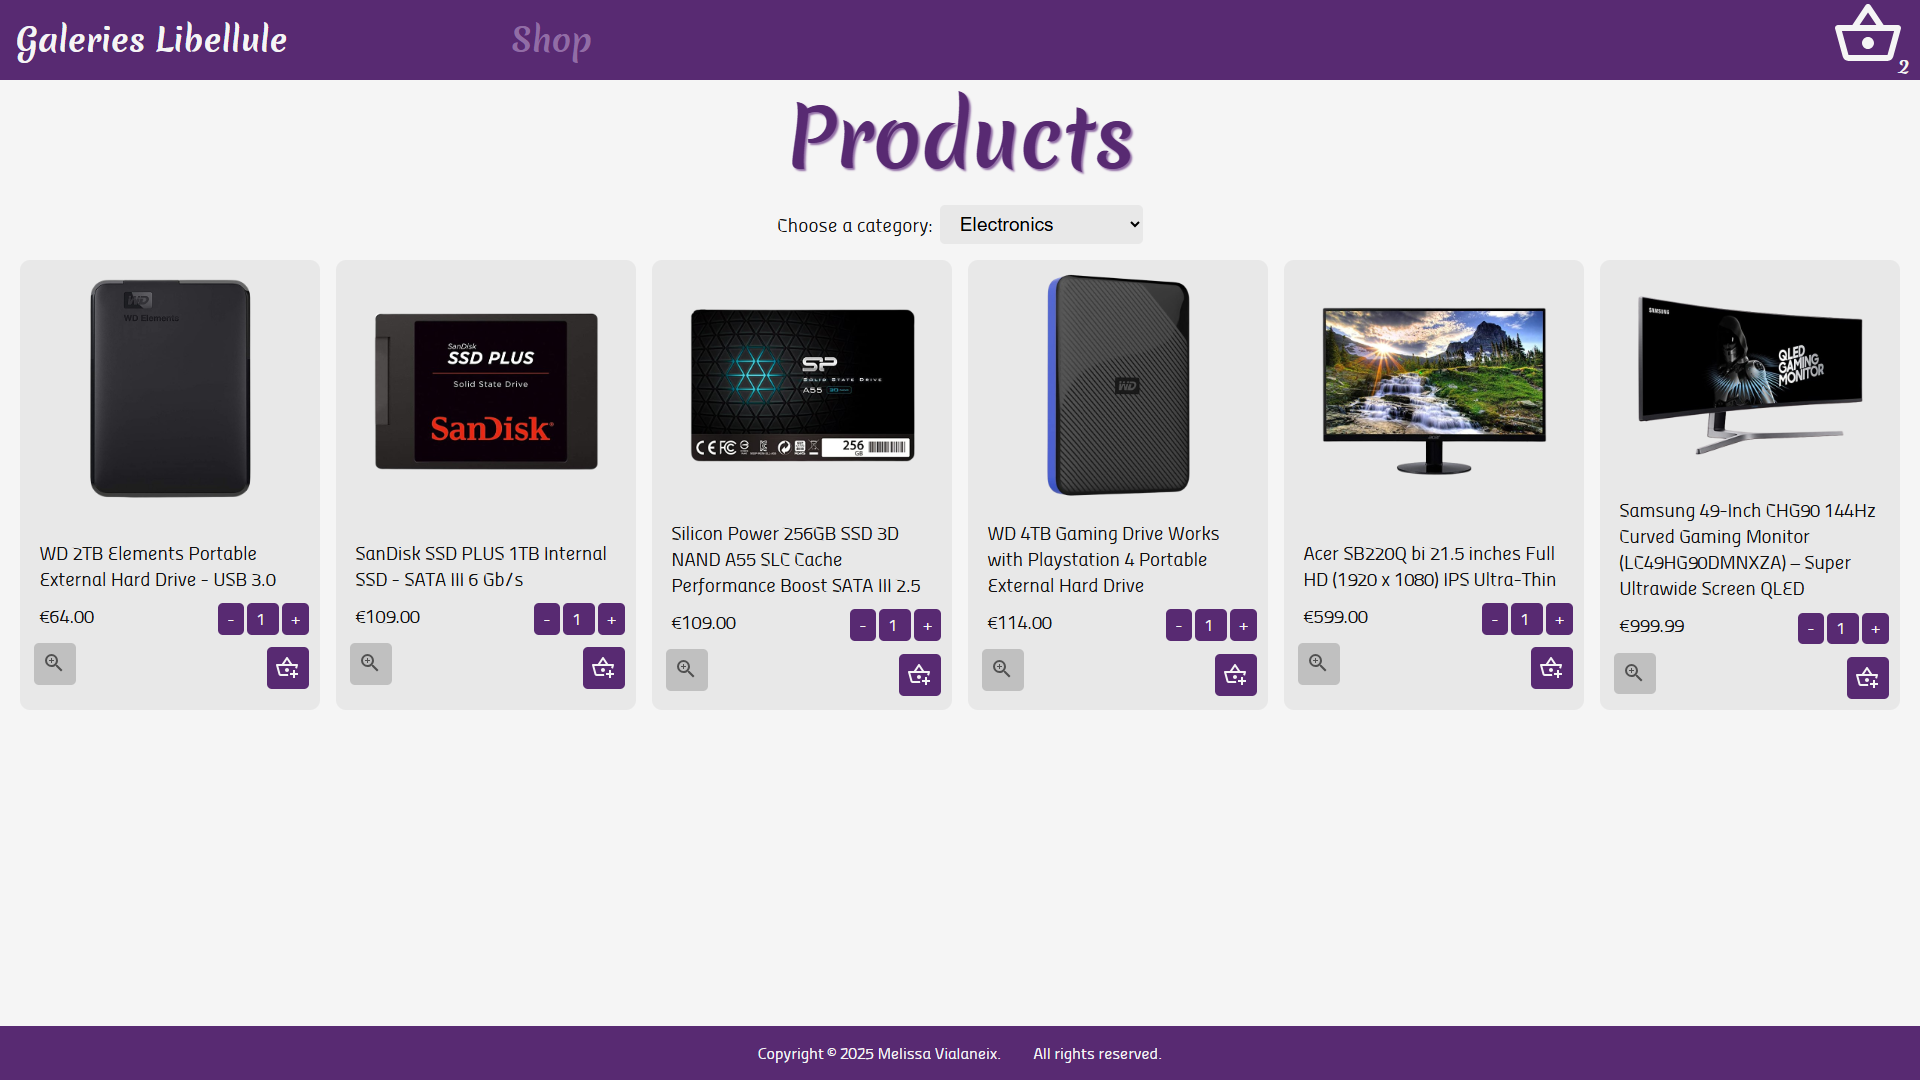 Galeries Libellule
Shop
2
Products
Choose a category:
Electronics
WD
WD Elements
WD 2TB Elements Portable
External Hard Drive - USB 3.0
€64.00
- 1 +
SanDisk
SSD PLUS
Solid State Drive
SanDisk
SanDisk SSD PLUS 1TB Internal
SSD - SATA III 6 Gb/s
€109.00
- 1 +
SP
SOLID STATE DRIVE
A55
256
GB
Silicon Power 256GB SSD 3D
NAND A55 SLC Cache
Performance Boost SATA III 2.5
€109.00
- 1 +
WD
WD 4TB Gaming Drive Works
with Playstation 4 Portable
External Hard Drive
€114.00
- 1 +
acer
Acer SB220Q bi 21.5 inches Full
HD (1920 x 1080) IPS Ultra-Thin
€599.00
- 1 +
SAMSUNG
QLED
GAMING
MONITOR
Samsung 49-Inch CHG90 144Hz
Curved Gaming Monitor
(LC49HG90DMNXZA) – Super
Ultrawide Screen QLED
€999.99
- 1 +
Copyright © 2025 Melissa Vialaneix. All rights reserved.